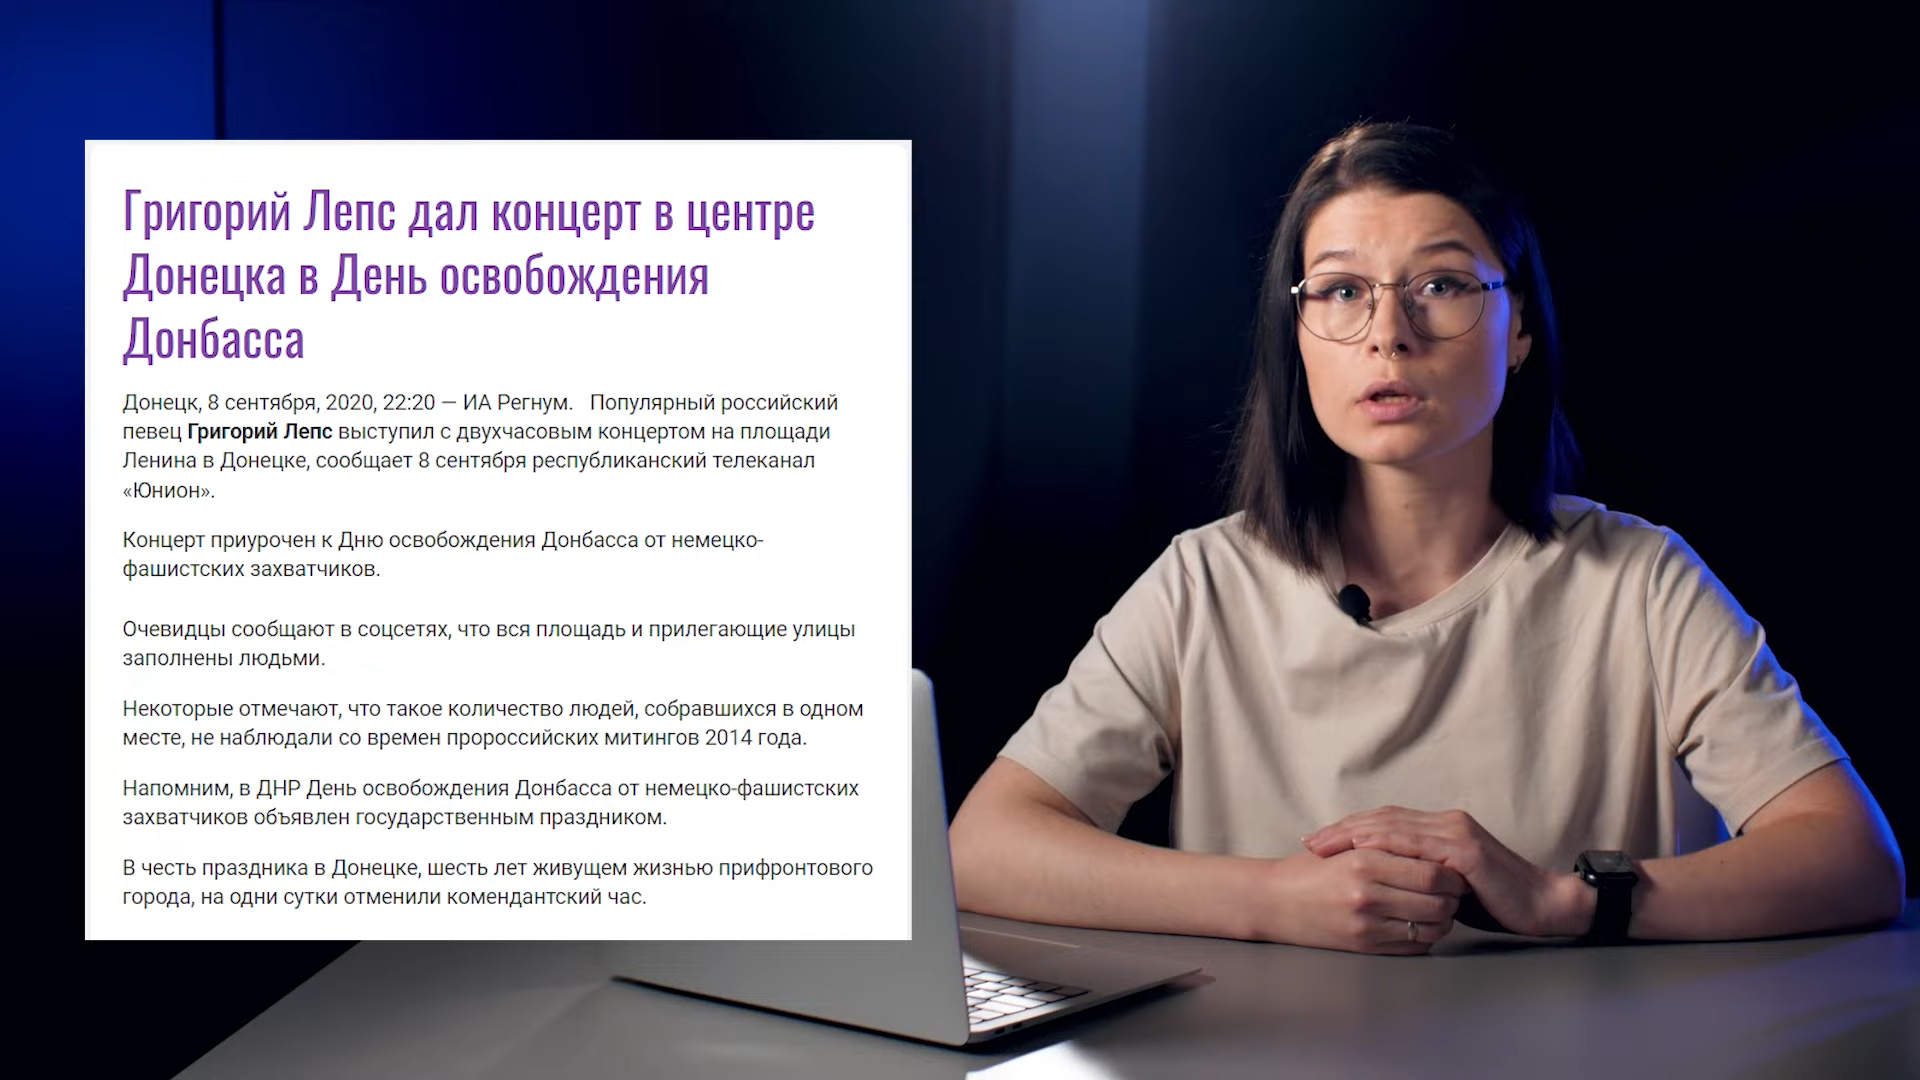 Григорий Лепс дал концерт в центре
Донецка в День освобождения
Донбасса
Донецк, 8 сентября, 2020, 22:20 — ИА Регнум. Популярный российский
певец Григорий Лепс выступил с двухчасовым концертом на площади
Ленина в Донецке, сообщает 8 сентября республиканский телеканал
«Юнион».
Концерт приурочен к Дню освобождения Донбасса от немецко-
фашистских захватчиков.
Очевидцы сообщают в соцсетях, что вся площадь и прилегающие улицы
заполнены людьми.
Некоторые отмечают, что такое количество людей, собравшихся в одном
месте, не наблюдали со времен пророссийских митингов 2014 года.
Напомним, в ДНР День освобождения Донбасса от немецко-фашистских
захватчиков объявлен государственным праздником.
В честь праздника в Донецке, шесть лет живущем жизнью прифронтового
города, на одни сутки отменили комендантский час.